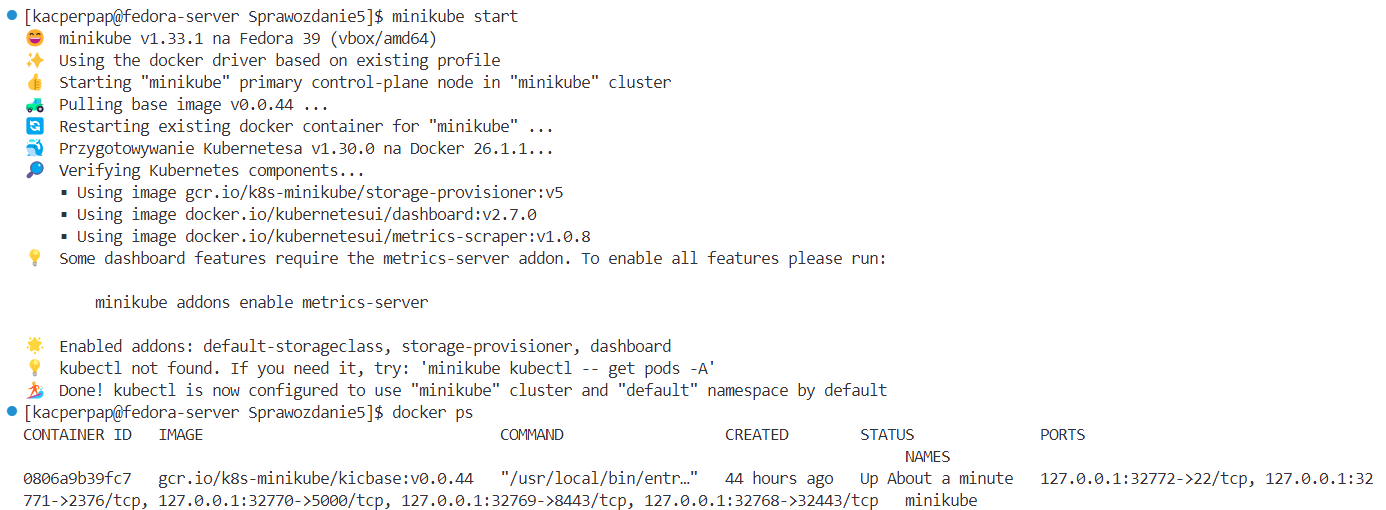 [kacperpap@fedora-server Sprawozdanie5]$ minikube start
😄 minikube v1.33.1 na Fedora 39 (vbox/amd64)
✨ Using the docker driver based on existing profile
👍 Starting "minikube" primary control-plane node in "minikube" cluster
🚜 Pulling base image v0.0.44 ...
🔄 Restarting existing docker container for "minikube" ...
🐳 Przygotowywanie Kubernetesa v1.30.0 na Docker 26.1.1...
🔎 Verifying Kubernetes components...
▪ Using image gcr.io/k8s-minikube/storage-provisioner:v5
▪ Using image docker.io/kubernetesui/dashboard:v2.7.0
▪ Using image docker.io/kubernetesui/metrics-scraper:v1.0.8
💡 Some dashboard features require the metrics-server addon. To enable all features please run:
minikube addons enable metrics-server
🌟 Enabled addons: default-storageclass, storage-provisioner, dashboard
💡 kubectl not found. If you need it, try: 'minikube kubectl -- get pods -A'
🏄 Done! kubectl is now configured to use "minikube" cluster and "default" namespace by default
[kacperpap@fedora-server Sprawozdanie5]$ docker ps
CONTAINER ID IMAGE COMMAND CREATED STATUS PORTS
NAMES
0806a9b39fc7 gcr.io/k8s-minikube/kicbase:v0.0.44 "/usr/local/bin/entr…" 44 hours ago Up About a minute 127.0.0.1:32772->22/tcp, 127.0.0.1:32
771->2376/tcp, 127.0.0.1:32770->5000/tcp, 127.0.0.1:32769->8443/tcp, 127.0.0.1:32768->32443/tcp minikube